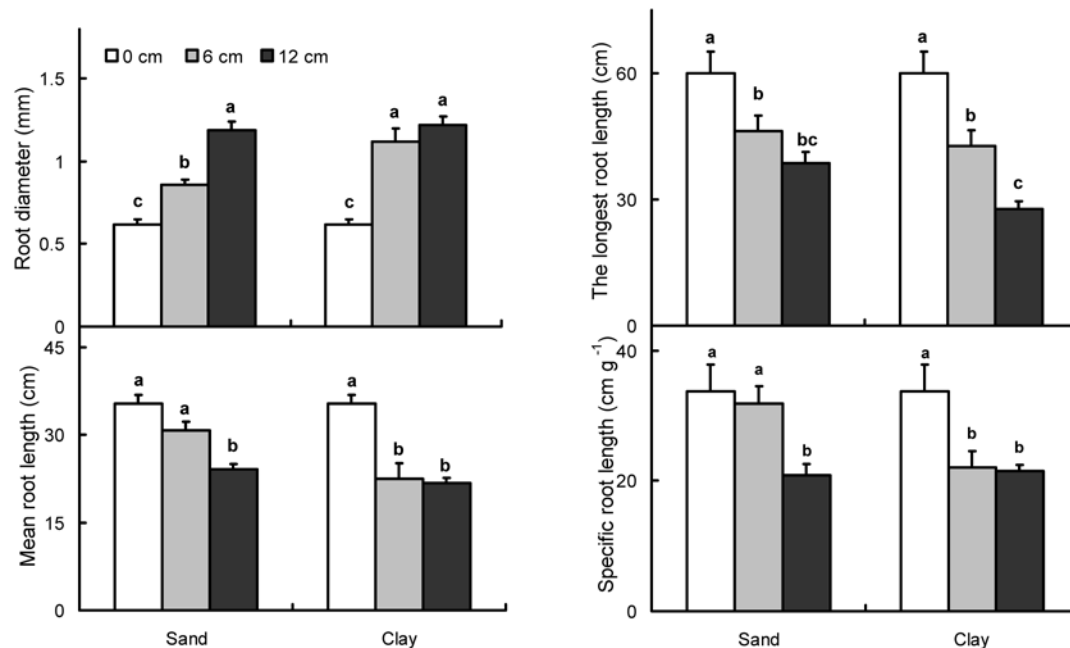 0 cm 6 cm 12 cm
Root diameter (mm)
1.5
1
0.5
0
c
b
a
c
a
a
The longest root length (cm)
60
30
0
a
b
bc
a
b
c
Mean root length (cm)
45
30
15
0
a
a
b
a
b
b
Sand Clay
Specific root length (cm g⁻¹)
40
20
0
a
a
b
a
b
b
Sand Clay